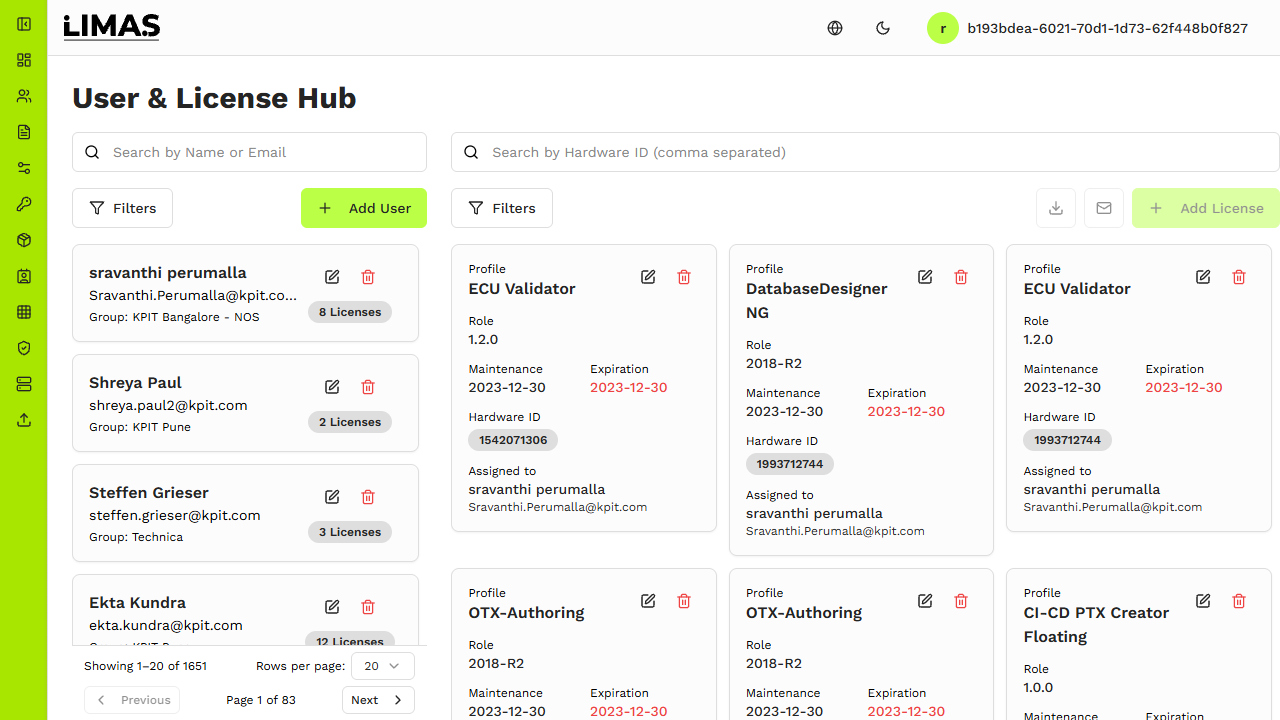 LIMAS
r
b193bdea-6021-70d1-1d73-62f448b0f827
User & License Hub
Search by Name or Email
Filters
Add User
sravanthi perumalla
Sravanthi.Perumalla@kpit.co...
Group: KPIT Bangalore - NOS
8 Licenses
Shreya Paul
shreya.paul2@kpit.com
Group: KPIT Pune
2 Licenses
Steffen Grieser
steffen.grieser@kpit.com
Group: Technica
3 Licenses
Ekta Kundra
ekta.kundra@kpit.com
12 Licenses
Showing 1–20 of 1651
Rows per page:
20
Previous
Page 1 of 83
Next
Search by Hardware ID (comma separated)
Filters
Add License
Profile
ECU Validator
Role
1.2.0
Maintenance
Expiration
2023-12-30
2023-12-30
Hardware ID
1542071306
Assigned to
sravanthi perumalla
Sravanthi.Perumalla@kpit.com
Profile
DatabaseDesigner
NG
Role
2018-R2
Maintenance
Expiration
2023-12-30
2023-12-30
Hardware ID
1993712744
Assigned to
sravanthi perumalla
Sravanthi.Perumalla@kpit.com
Profile
ECU Validator
Role
1.2.0
Maintenance
Expiration
2023-12-30
2023-12-30
Hardware ID
1993712744
Assigned to
sravanthi perumalla
Sravanthi.Perumalla@kpit.com
Profile
OTX-Authoring
Role
2018-R2
Maintenance
Expiration
2023-12-30
2023-12-30
Profile
OTX-Authoring
Role
2018-R2
Maintenance
Expiration
2023-12-30
2023-12-30
Profile
CI-CD PTX Creator
Floating
Role
1.0.0
Maintenance
Expiration